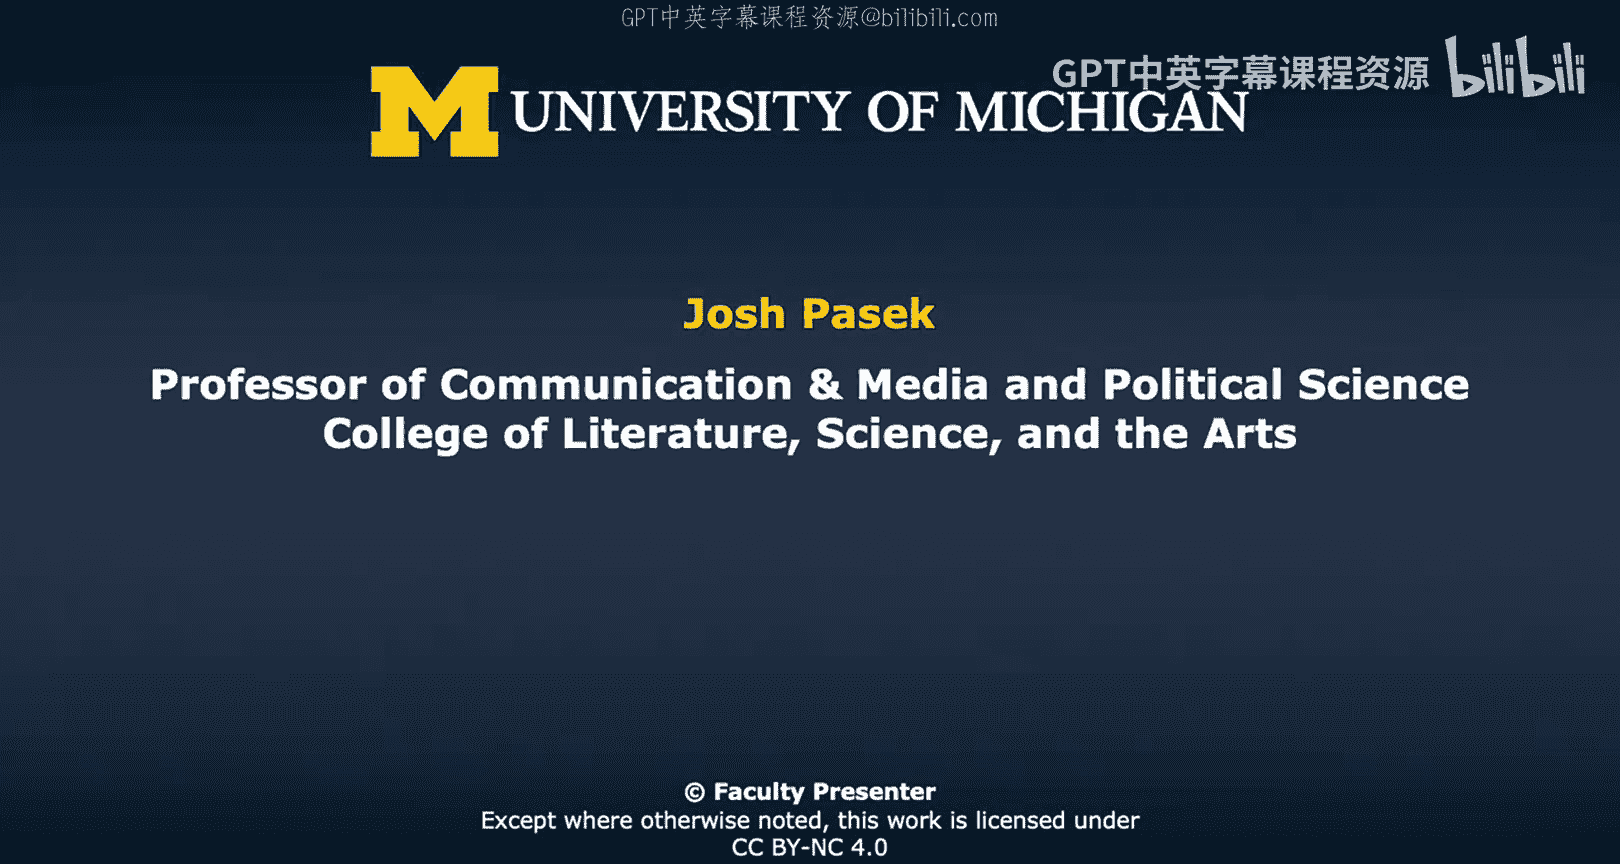 GPT中英字幕课程资源@bilibili.com
GPT中英字幕课程资源 bilibili
M UNIVERSITY OF MICHIGAN
Josh Pasek
Professor of Communication & Media and Political Science
College of Literature, Science, and the Arts
© Faculty Presenter
Except where otherwise noted, this work is licensed under
CC BY-NC 4.0